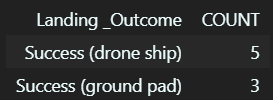 Landing _Outcome COUNT
Success (drone ship) 5
Success (ground pad) 3